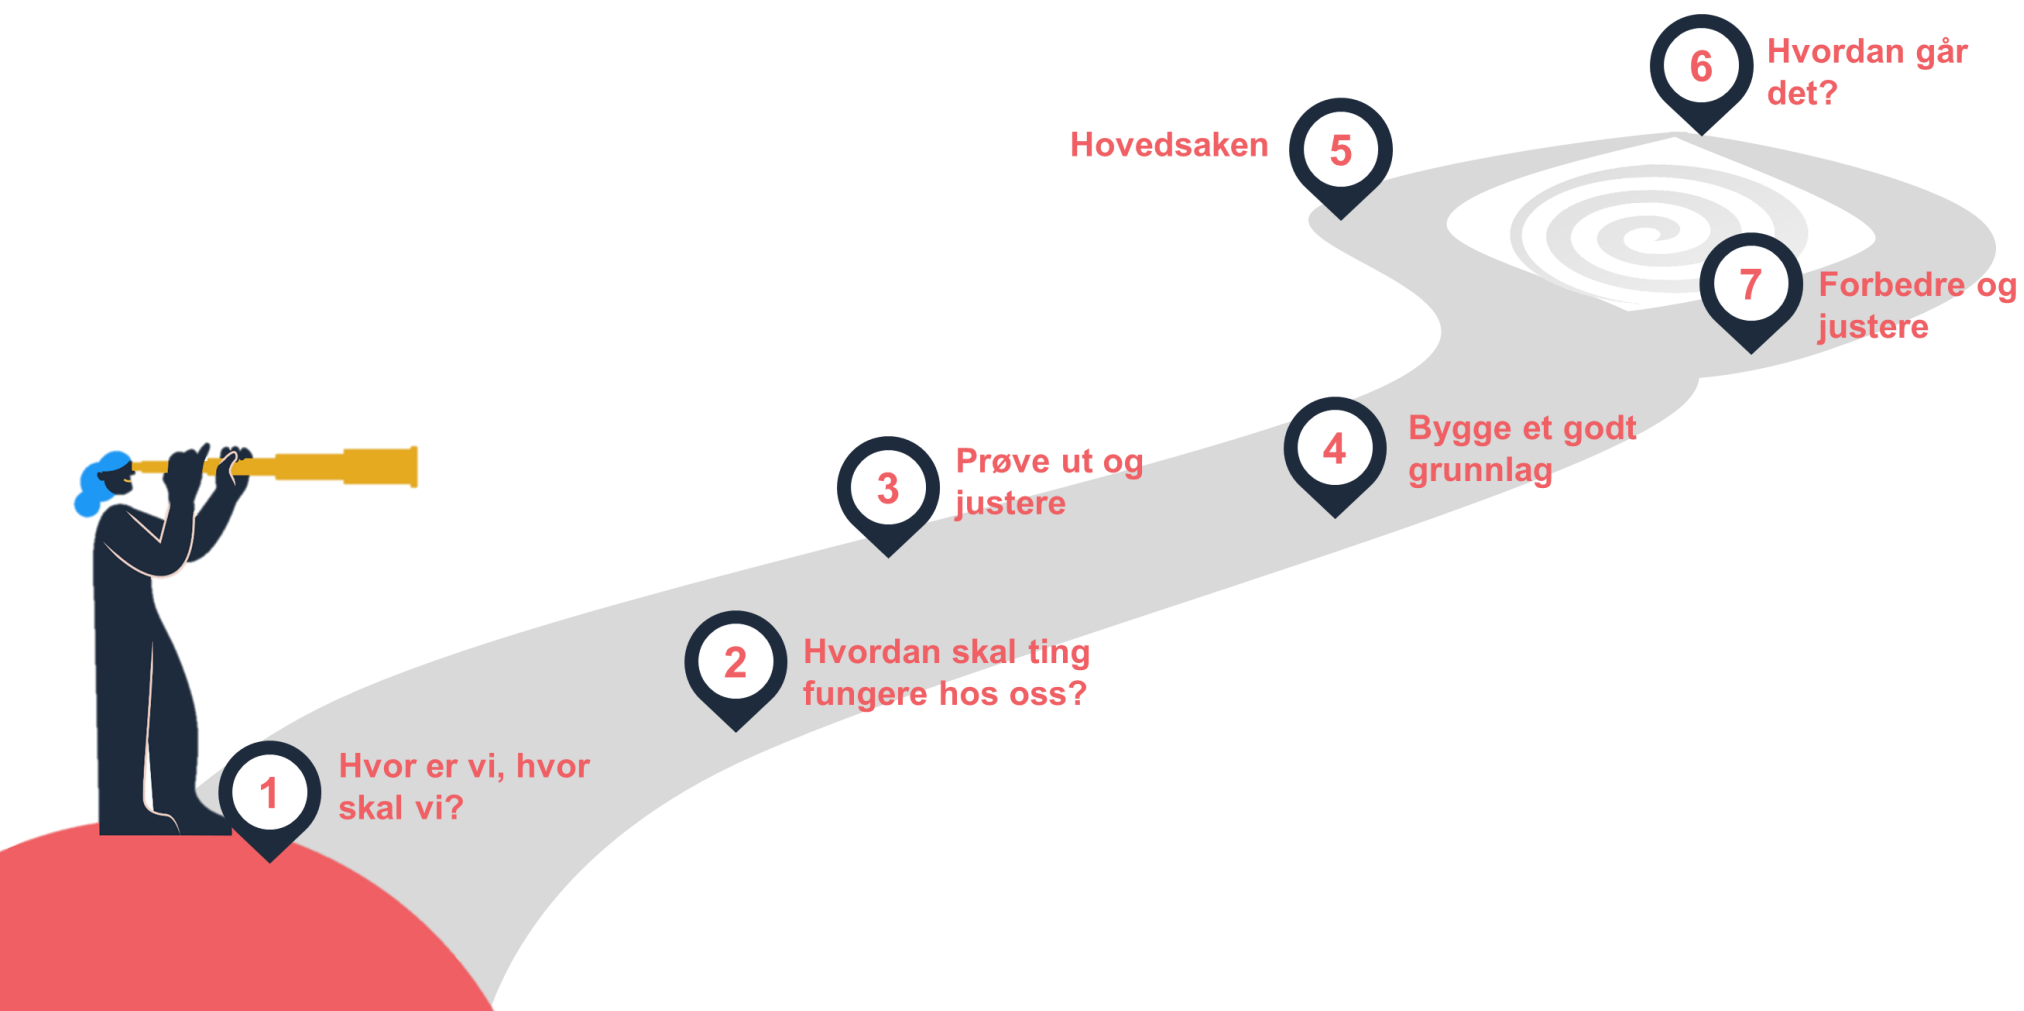 1
Hvor er vi, hvor
skal vi?
2
Hvordan skal ting
fungere hos oss?
3
Prøve ut og
justere
4
Bygge et godt
grunnlag
5
Hovedsaken
6
Hvordan går
det?
7
Forbedre og
justere